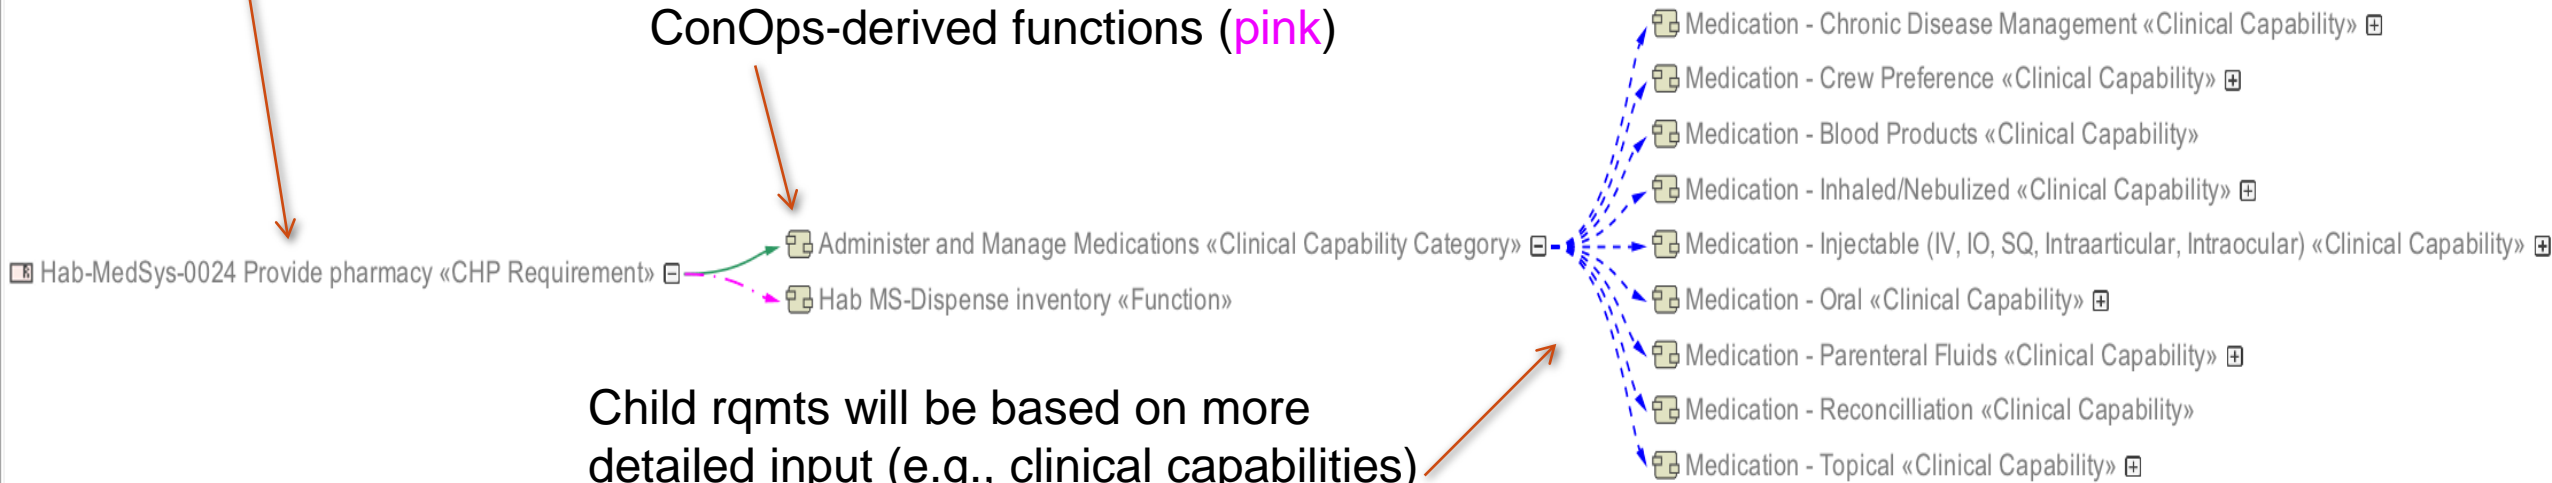 ConOps-derived functions (pink)
Hab-MedSys-0024 Provide pharmacy «CHP Requirement»
Administer and Manage Medications «Clinical Capability Category»
Hab MS-Dispense inventory «Function»
Child rqmts will be based on more
detailed input (e.g., clinical capabilities)
Medication - Chronic Disease Management «Clinical Capability»
Medication - Crew Preference «Clinical Capability»
Medication - Blood Products «Clinical Capability»
Medication - Inhaled/Nebulized «Clinical Capability»
Medication - Injectable (IV, IO, SQ, Intraarticular, Intraocular) «Clinical Capability»
Medication - Oral «Clinical Capability»
Medication - Parenteral Fluids «Clinical Capability»
Medication - Reconcilliation «Clinical Capability»
Medication - Topical «Clinical Capability»